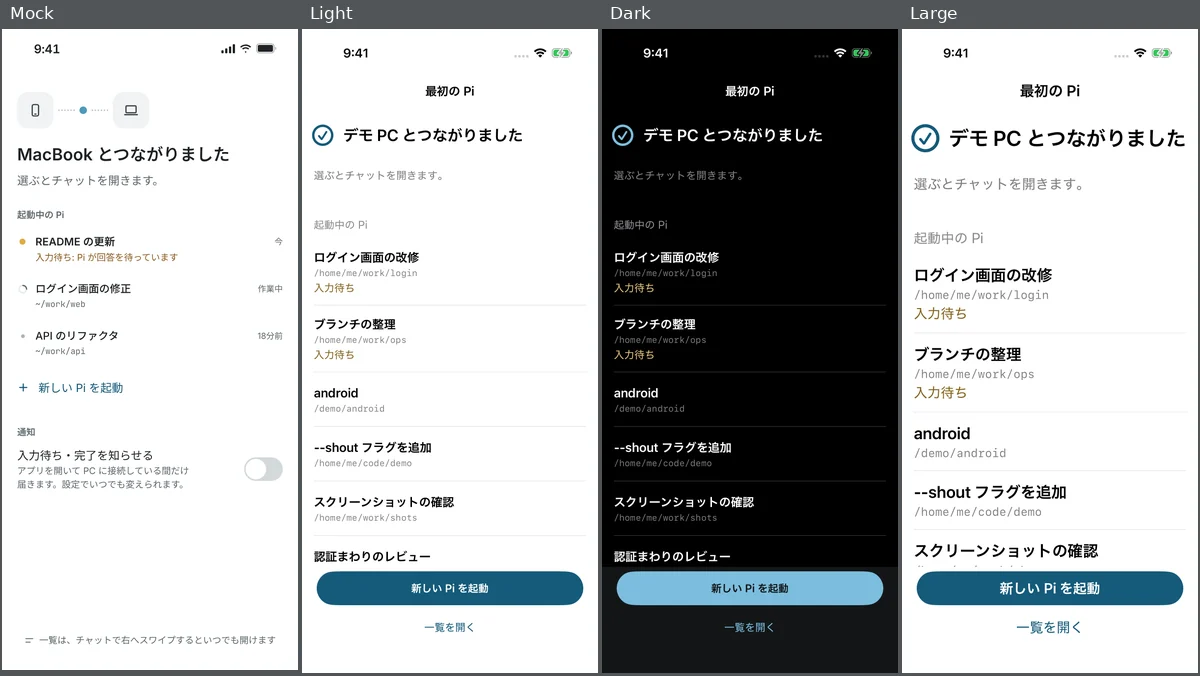 Mock
9:41
MacBook とつながりました
選ぶとチャットを開きます。
起動中の Pi
README の更新
今
入力待ち: Pi が回答を待っています
ログイン画面の修正
作業中
~/work/web
API のリファクタ
18分前
~/work/api
+ 新しい Pi を起動
通知
入力待ち・完了を知らせる
アプリを開いて PC に接続している間だけ
届きます。設定でいつでも変えられます。
一覧は、チャットで右へスワイプするといつでも開けます
Light
9:41
最初の Pi
デモ PC とつながりました
選ぶとチャットを開きます。
起動中の Pi
ログイン画面の改修
/home/me/work/login
入力待ち
ブランチの整理
/home/me/work/ops
入力待ち
android
/demo/android
--shout フラグを追加
/home/me/code/demo
スクリーンショットの確認
/home/me/work/shots
認証まわりのレビュー
新しい Pi を起動
一覧を開く
Dark
9:41
最初の Pi
デモ PC とつながりました
選ぶとチャットを開きます。
起動中の Pi
ログイン画面の改修
/home/me/work/login
入力待ち
ブランチの整理
/home/me/work/ops
入力待ち
android
/demo/android
--shout フラグを追加
/home/me/code/demo
スクリーンショットの確認
/home/me/work/shots
認証まわりのレビュー
新しい Pi を起動
一覧を開く
Large
9:41
最初の Pi
デモ PC とつながりました
選ぶとチャットを開きます。
起動中の Pi
ログイン画面の改修
/home/me/work/login
入力待ち
ブランチの整理
/home/me/work/ops
入力待ち
android
/demo/android
--shout フラグを追加
/home/me/code/demo
スクリーンショットの確認
新しい Pi を起動
一覧を開く